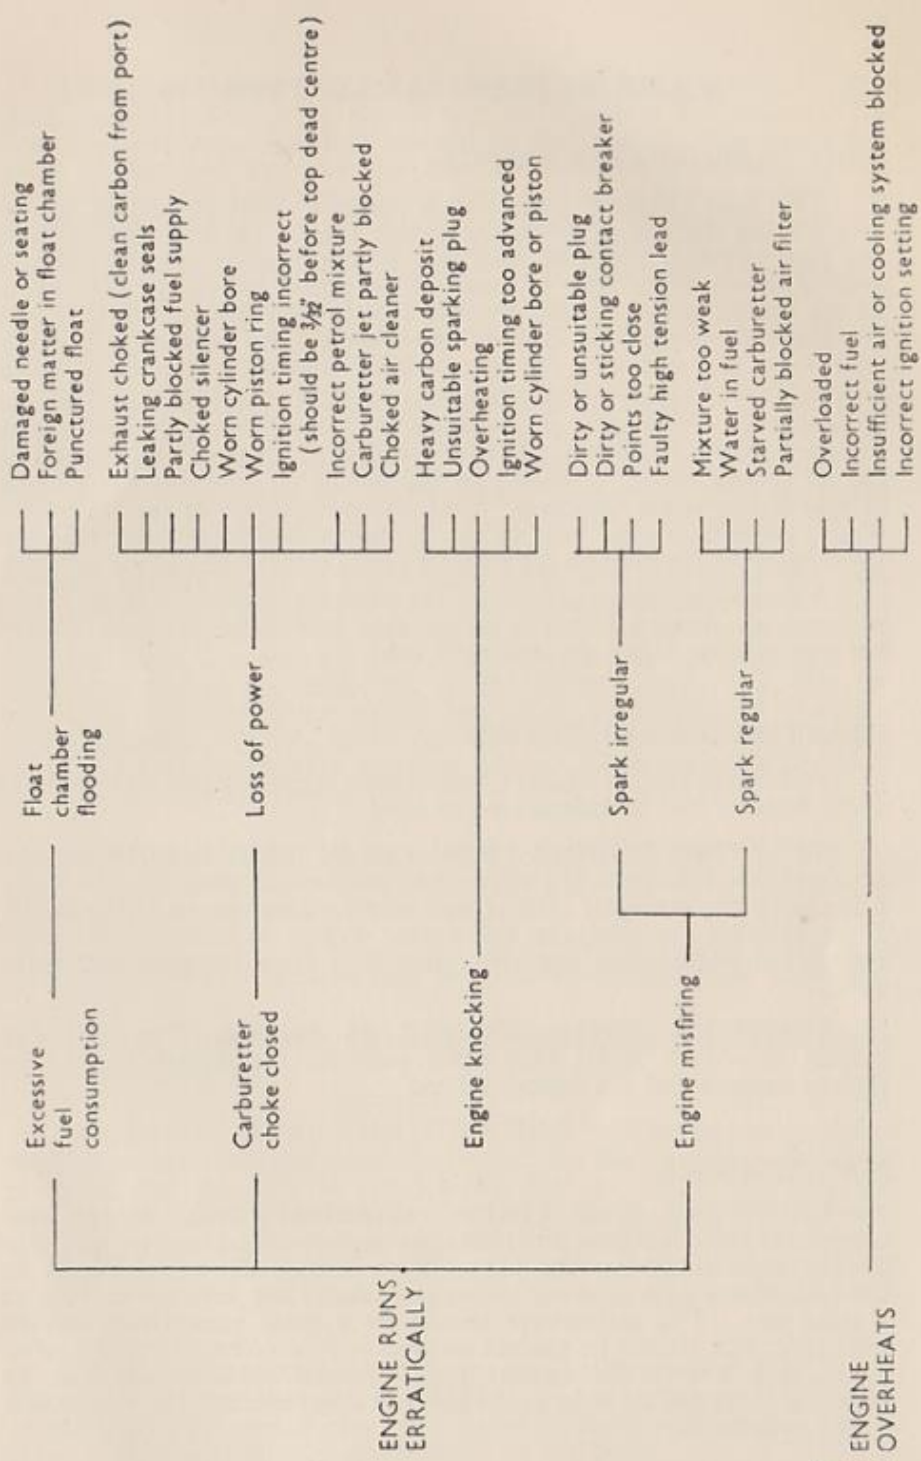 ENGINE RUNS
ERRATICALLY
Excessive
fuel
consumption
Float
chamber
flooding
Damaged needle or seating
Foreign matter in float chamber
Punctured float
Carburetter
choke closed
Loss of power
Exhaust choked (clean carbon from port)
Leaking crankcase seals
Partly blocked fuel supply
Choked silencer
Worn cylinder bore
Worn piston ring
Ignition timing incorrect
(should be 3/32" before top dead centre)
Incorrect petrol mixture
Carburetter jet partly blocked
Choked air cleaner
Engine knocking
Heavy carbon deposit
Unsuitable sparking plug
Overheating
Ignition timing too advanced
Worn cylinder bore or piston
Engine misfiring
Spark irregular
Dirty or unsuitable plug
Dirty or sticking contact breaker
Points too close
Faulty high tension lead
Spark regular
Mixture too weak
Water in fuel
Starved carburetter
Partially blocked air filter
ENGINE
OVERHEATS
Overloaded
Incorrect fuel
Insufficient air or cooling system blocked
Incorrect ignition setting